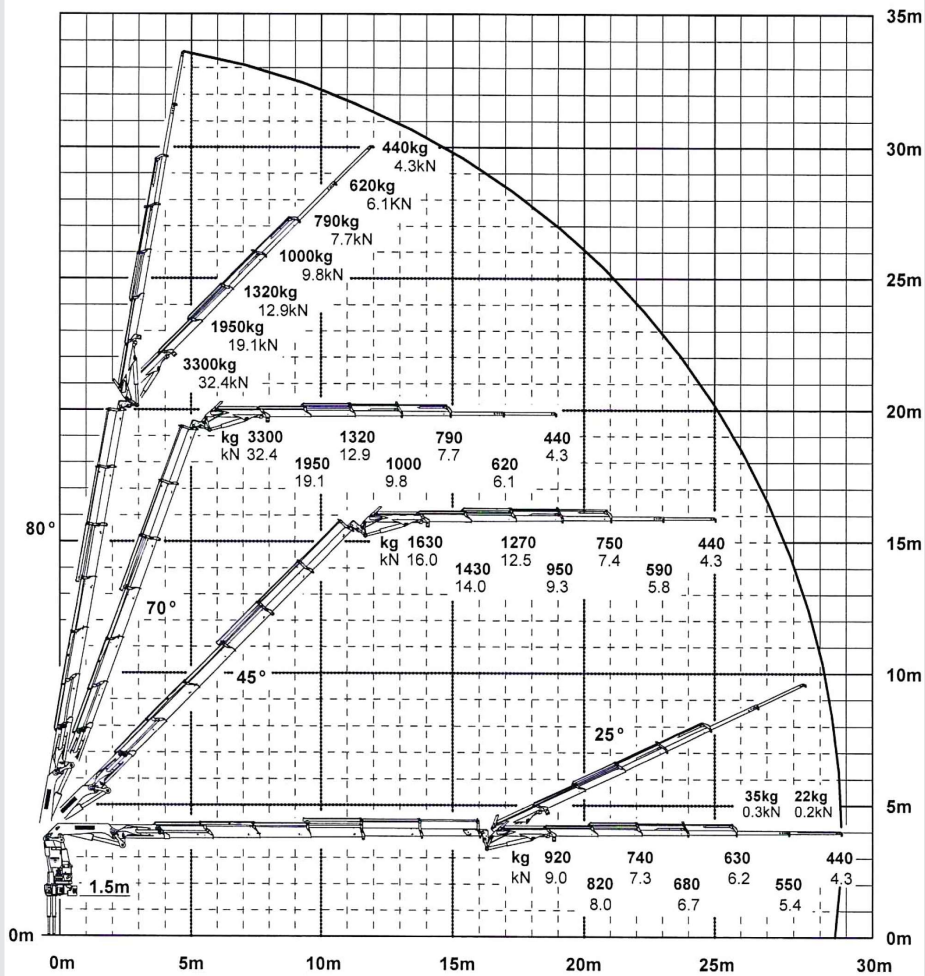 35m
30m
440kg
4.3kN
620kg
6.1KN
790kg
7.7kN
1000kg
9.8kN
25m
1320kg
12.9kN
1950kg
19.1kN
3300kg
32.4kN
20m
kg 3300 1320 790 440
kN 32.4 12.9 7.7 4.3
1950 1000 620
19.1 9.8 6.1
80°
15m
kg 1630 1270 750 440
kN 16.0 12.5 7.4 4.3
1430 950 590
14.0 9.3 5.8
70°
45°
10m
25°
35kg 22kg
0.3kN 0.2kN
5m
kg 920 740 630 440
kN 9.0 7.3 6.2 4.3
820 680 550
8.0 6.7 5.4
1.5m
0m 0m
0m 5m 10m 15m 20m 25m 30m